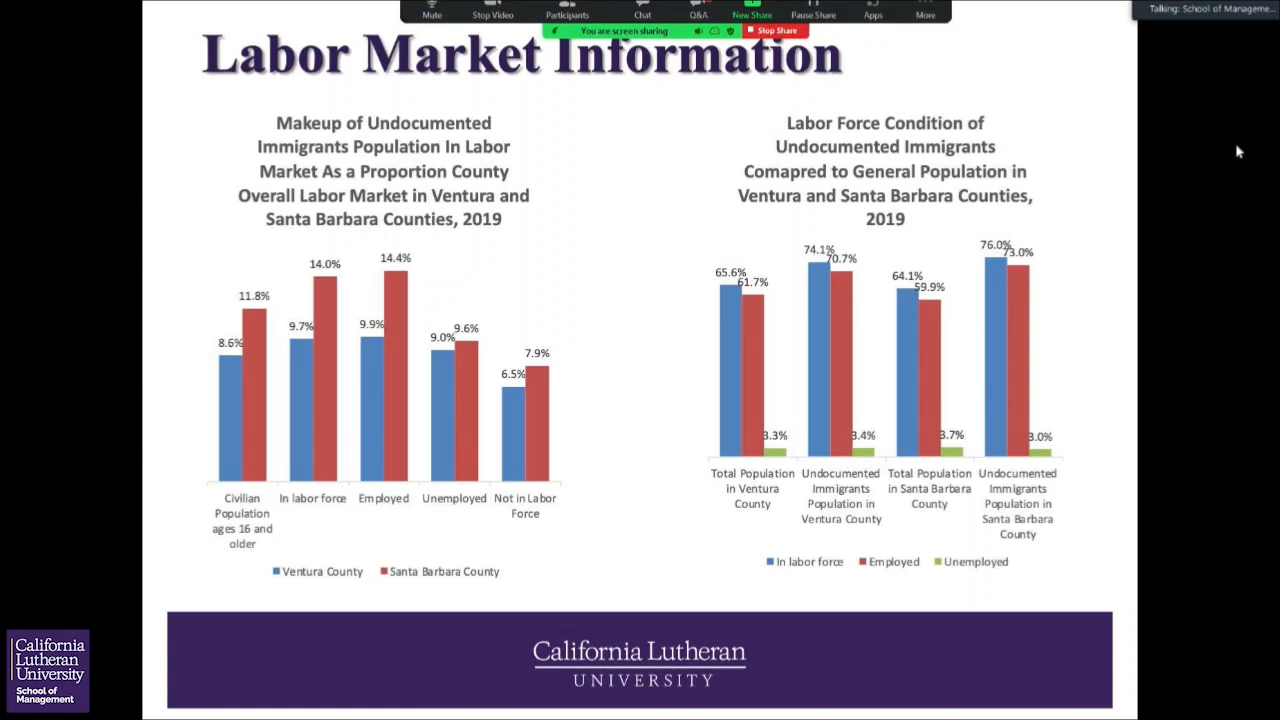 Mute Stop Video Participants Chat Q&A New Share Pause Share Apps More
Talking: School of Manageme...
You are screen sharing Stop Share
Labor Market Information
Makeup of Undocumented
Immigrants Population In Labor
Market As a Proportion County
Overall Labor Market in Ventura and
Santa Barbara Counties, 2019
8.6% 11.8% 9.7% 14.0% 9.9% 14.4% 9.0% 9.6% 6.5% 7.9%
Civilian
Population
ages 16 and
older
In labor force
Employed
Unemployed
Not in Labor
Force
Ventura County Santa Barbara County
Labor Force Condition of
Undocumented Immigrants
Comapred to General Population in
Ventura and Santa Barbara Counties,
2019
65.6% 61.7% 3.3% 74.1% 70.7% 3.4% 64.1% 59.9% 3.7% 76.0% 73.0% 3.0%
Total Population
in Ventura
County
Undocumented
Immigrants
Population in
Ventura County
Total Population
in Santa Barbara
County
Undocumented
Immigrants
Population in
Santa Barbara
County
In labor force Employed Unemployed
California Lutheran
UNIVERSITY
California
Lutheran
University
School of
Management